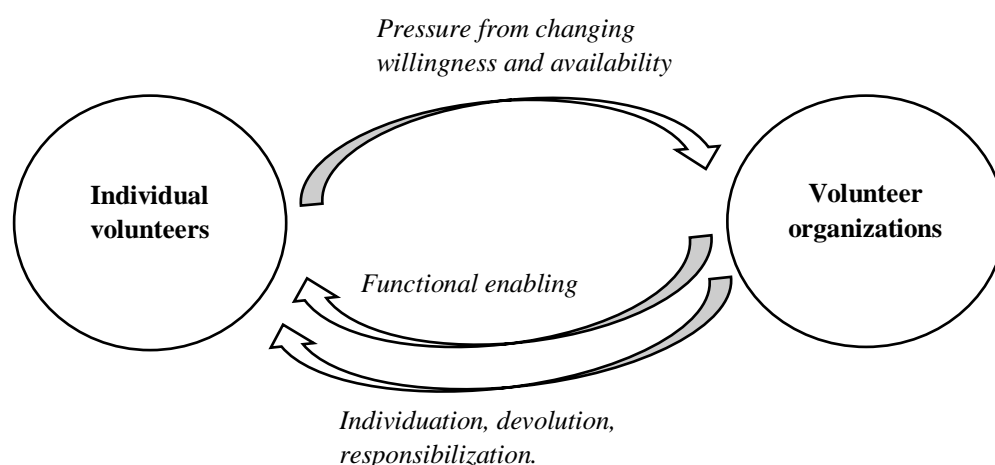 Pressure from changing
willingness and availability
Individual
volunteers
Volunteer
organizations
Functional enabling
Individuation, devolution,
responsibilization.